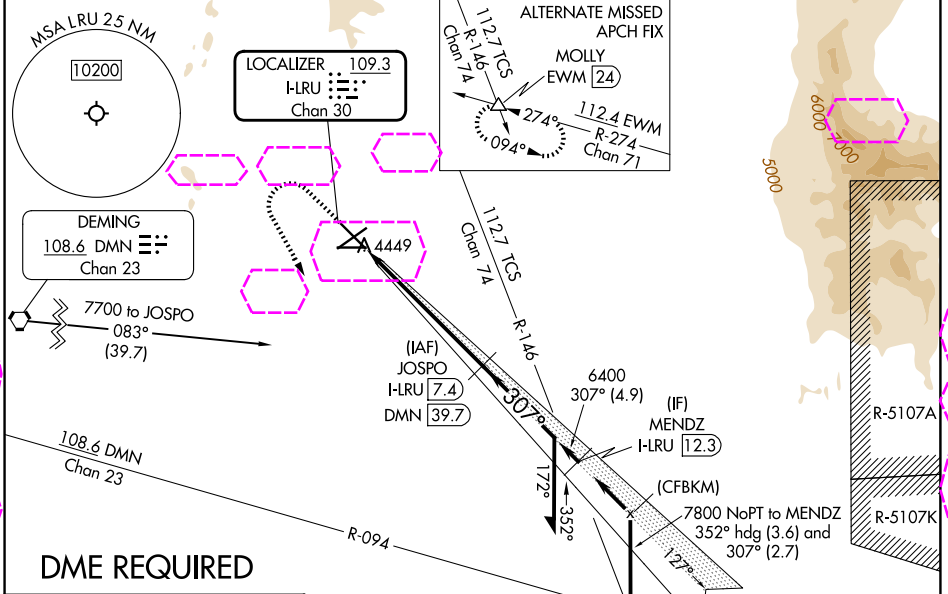 MSA LRU 25 NM
10200
LOCALIZER 109.3
I-LRU
Chan 30
ALTERNATE MISSED
APCH FIX
112.7 TCS
R-146
Chan 74
MOLLY
EWM 24
274°
094°
112.4 EWM
R-274
Chan 71
6000
7000
5000
DEMING
108.6 DMN
Chan 23
4449
112.7 TCS
Chan 74
R-146
7700 to JOSPO
083°
(39.7)
(IAF)
JOSPO
I-LRU 7.4
DMN 39.7
307°
6400
307° (4.9)
(IF)
MENDZ
I-LRU 12.3
R-5107A
108.6 DMN
Chan 23
R-094
172°
352°
(CFBKM)
7800 NoPT to MENDZ
352° hdg (3.6) and
307° (2.7)
R-5107K
127°
DME REQUIRED